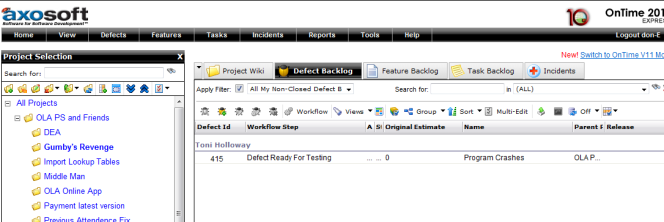 axosoft
Software for Software Development
10
OnTime 201
EXPRE
Home View Defects Features Tasks Incidents Reports Tools Help Logout don-E
New! Switch to OnTime V11 Mo
Project Selection X
Project Wiki Defect Backlog Feature Backlog Task Backlog Incidents
Search for:
Apply Filter: All My Non-Closed Defect B Search for: in (ALL)
Workflow Views Group Sort Multi-Edit Off
All Projects
OLA PS and Friends
DEA
Gumby's Revenge
Import Lookup Tables
Middle Man
OLA Online App
Payment latest version
Previous Attendence Fix
Defect Id Workflow Step A S Original Estimate Name Parent F Release
Toni Holloway
415 Defect Ready For Testing ... ... 0 Program Crashes OLA P...